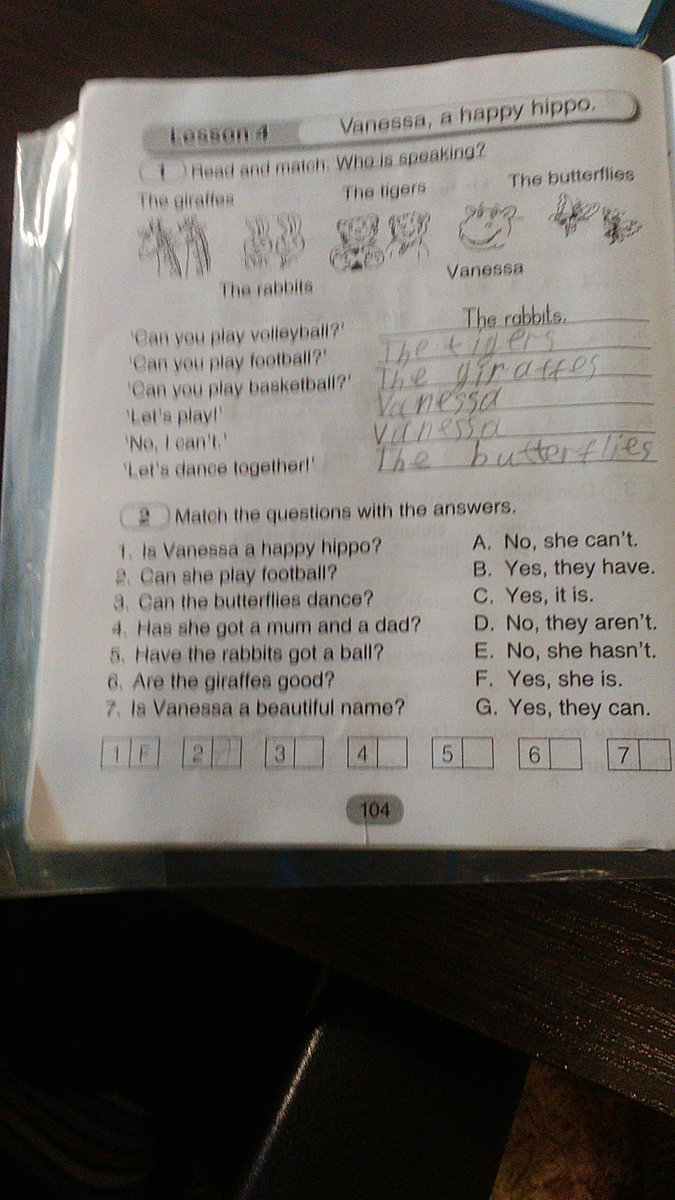 Lesson 4 Vanessa, a happy hippo.
1 Read and match. Who is speaking?
The giraffes The tigers The butterflies
The rabbits Vanessa
'Can you play volleyball?' The rabbits.
'Can you play football?' The tigers
'Can you play basketball?' The giraffes
'Let's play!' Vanessa
'No, I can't.' Vanessa
'Let's dance together!' The butterflies
2 Match the questions with the answers.
1. Is Vanessa a happy hippo? A. No, she can't.
2. Can she play football? B. Yes, they have.
3. Can the butterflies dance? C. Yes, it is.
4. Has she got a mum and a dad? D. No, they aren't.
5. Have the rabbits got a ball? E. No, she hasn't.
6. Are the giraffes good? F. Yes, she is.
7. Is Vanessa a beautiful name? G. Yes, they can.
1 F 2 3 4 5 6 7
104